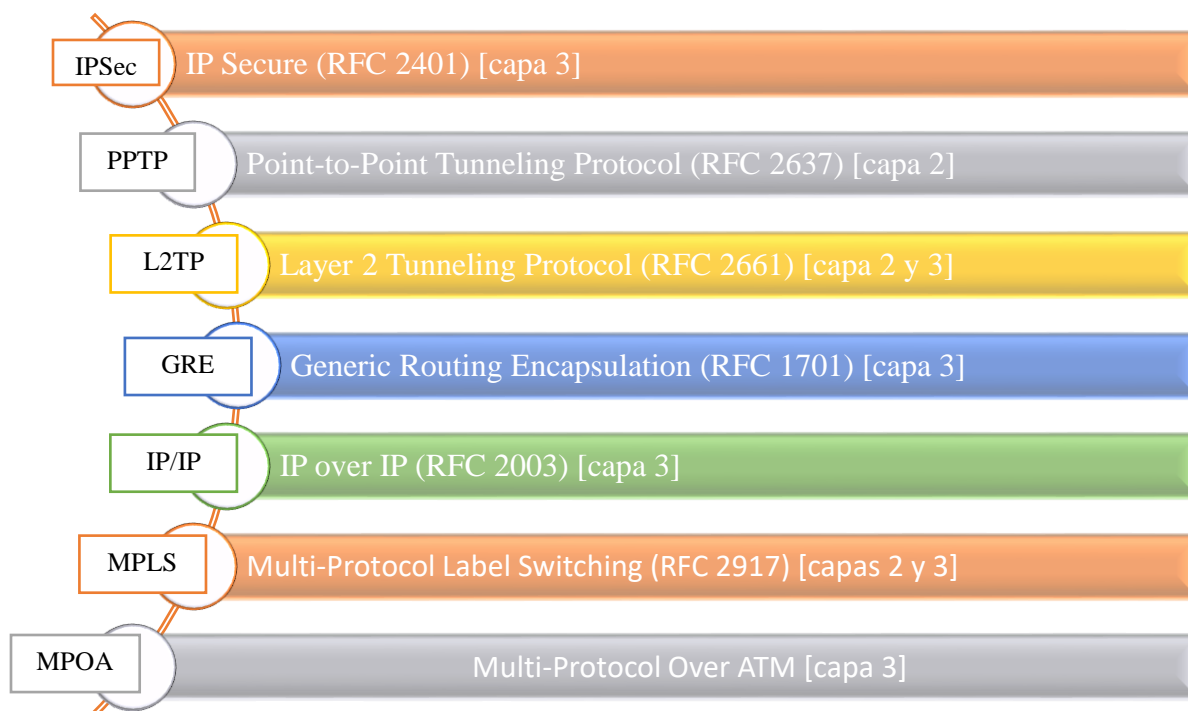 IPSec
IP Secure (RFC 2401) [capa 3]
PPTP
Point-to-Point Tunneling Protocol (RFC 2637) [capa 2]
L2TP
Layer 2 Tunneling Protocol (RFC 2661) [capa 2 y 3]
GRE
Generic Routing Encapsulation (RFC 1701) [capa 3]
IP/IP
IP over IP (RFC 2003) [capa 3]
MPLS
Multi-Protocol Label Switching (RFC 2917) [capas 2 y 3]
MPOA
Multi-Protocol Over ATM [capa 3]